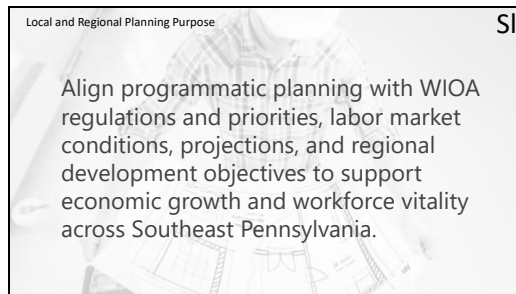 Local and Regional Planning Purpose
Sl
Align programmatic planning with WIOA
regulations and priorities, labor market
conditions, projections, and regional
development objectives to support
economic growth and workforce vitality
across Southeast Pennsylvania.